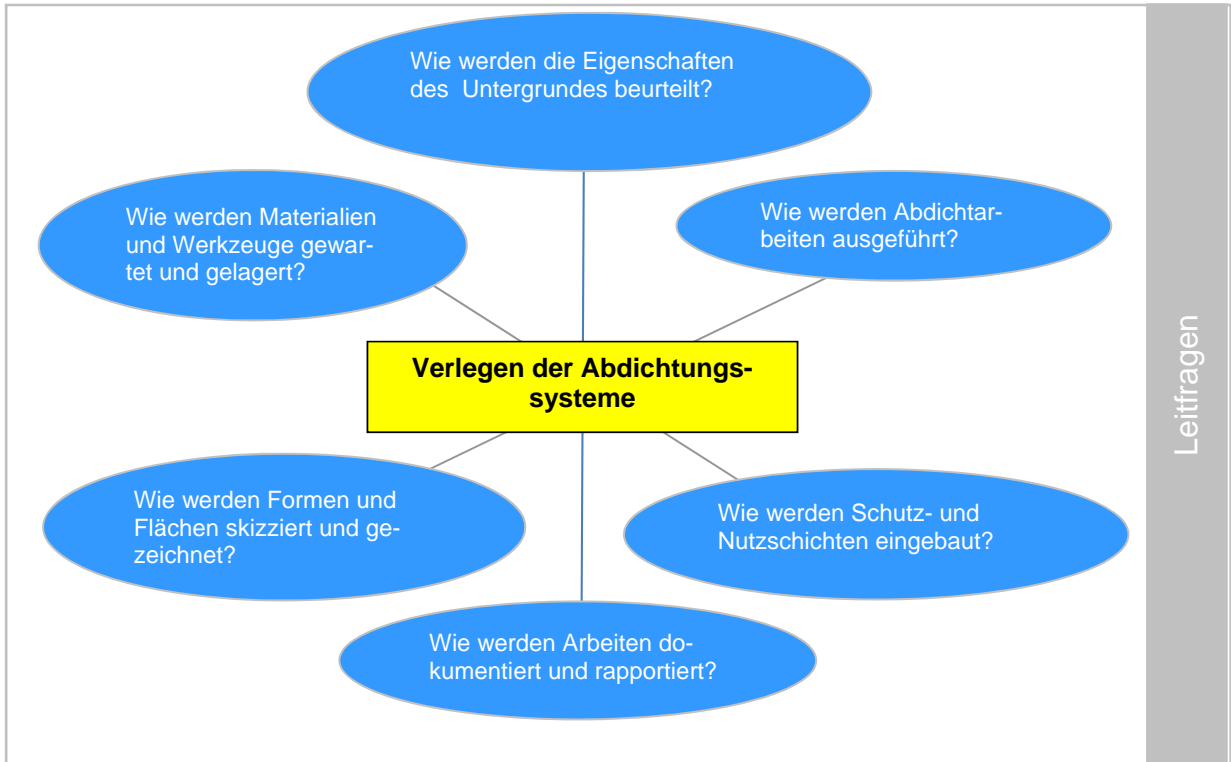 Wie werden die Eigenschaften
des Untergrundes beurteilt?
Wie werden Materialien
und Werkzeuge gewar-
tet und gelagert?
Wie werden Abdichtar-
beiten ausgeführt?
Verlegen der Abdichtungs-
systeme
Wie werden Formen und
Flächen skizziert und ge-
zeichnet?
Wie werden Schutz- und
Nutzschichten eingebaut?
Wie werden Arbeiten do-
kumentiert und rapportiert?
Leitfragen